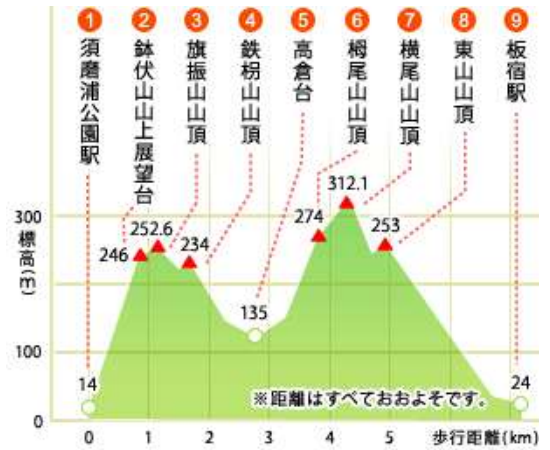 1
須磨浦公園駅
2
鉢伏山山上展望台
3
旗振山山頂
4
鉄枴山山頂
5
高倉台
6
栂尾山山頂
7
横尾山山頂
8
東山山頂
9
板宿駅
標高(m)
300
100
0
14
246
252.6
234
135
274
312.1
253
24
※距離はすべておおよそです。
0
1
2
3
4
5
歩行距離(km)